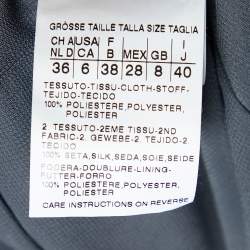 GRÖSSE TAILLE TALLA SIZE TAGLIA
CH A USA F I
NL D CA B MEX GB J
36 6 38 28 8 40
TESSUTO-TISSU-CLOTH-STOFF-
TEJIDO-TECIDO
100% POLIESTERE,POLYESTER,
POLIESTER
2 TESSUTO-2EME TISSU-2ND
FABRIC-2. GEWEBE-2. TEJIDO-2.
TECIDO
100% SETA,SILK,SEDA,SOIE,SEIDE
FODERA-DOUBLURE-LINING-
FUTTER-FORRO
100% POLIESTERE,POLYESTER,
POLIESTER
CARE INSTRUCTIONS ON REVERSE